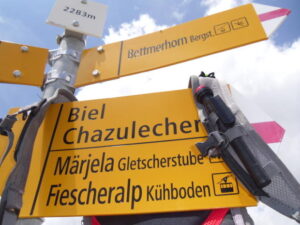 2283m
Bettmerhorn Bergst.
Biel
Chazulecher
Märjela Gletscherstube
Fiescheralp Kühboden